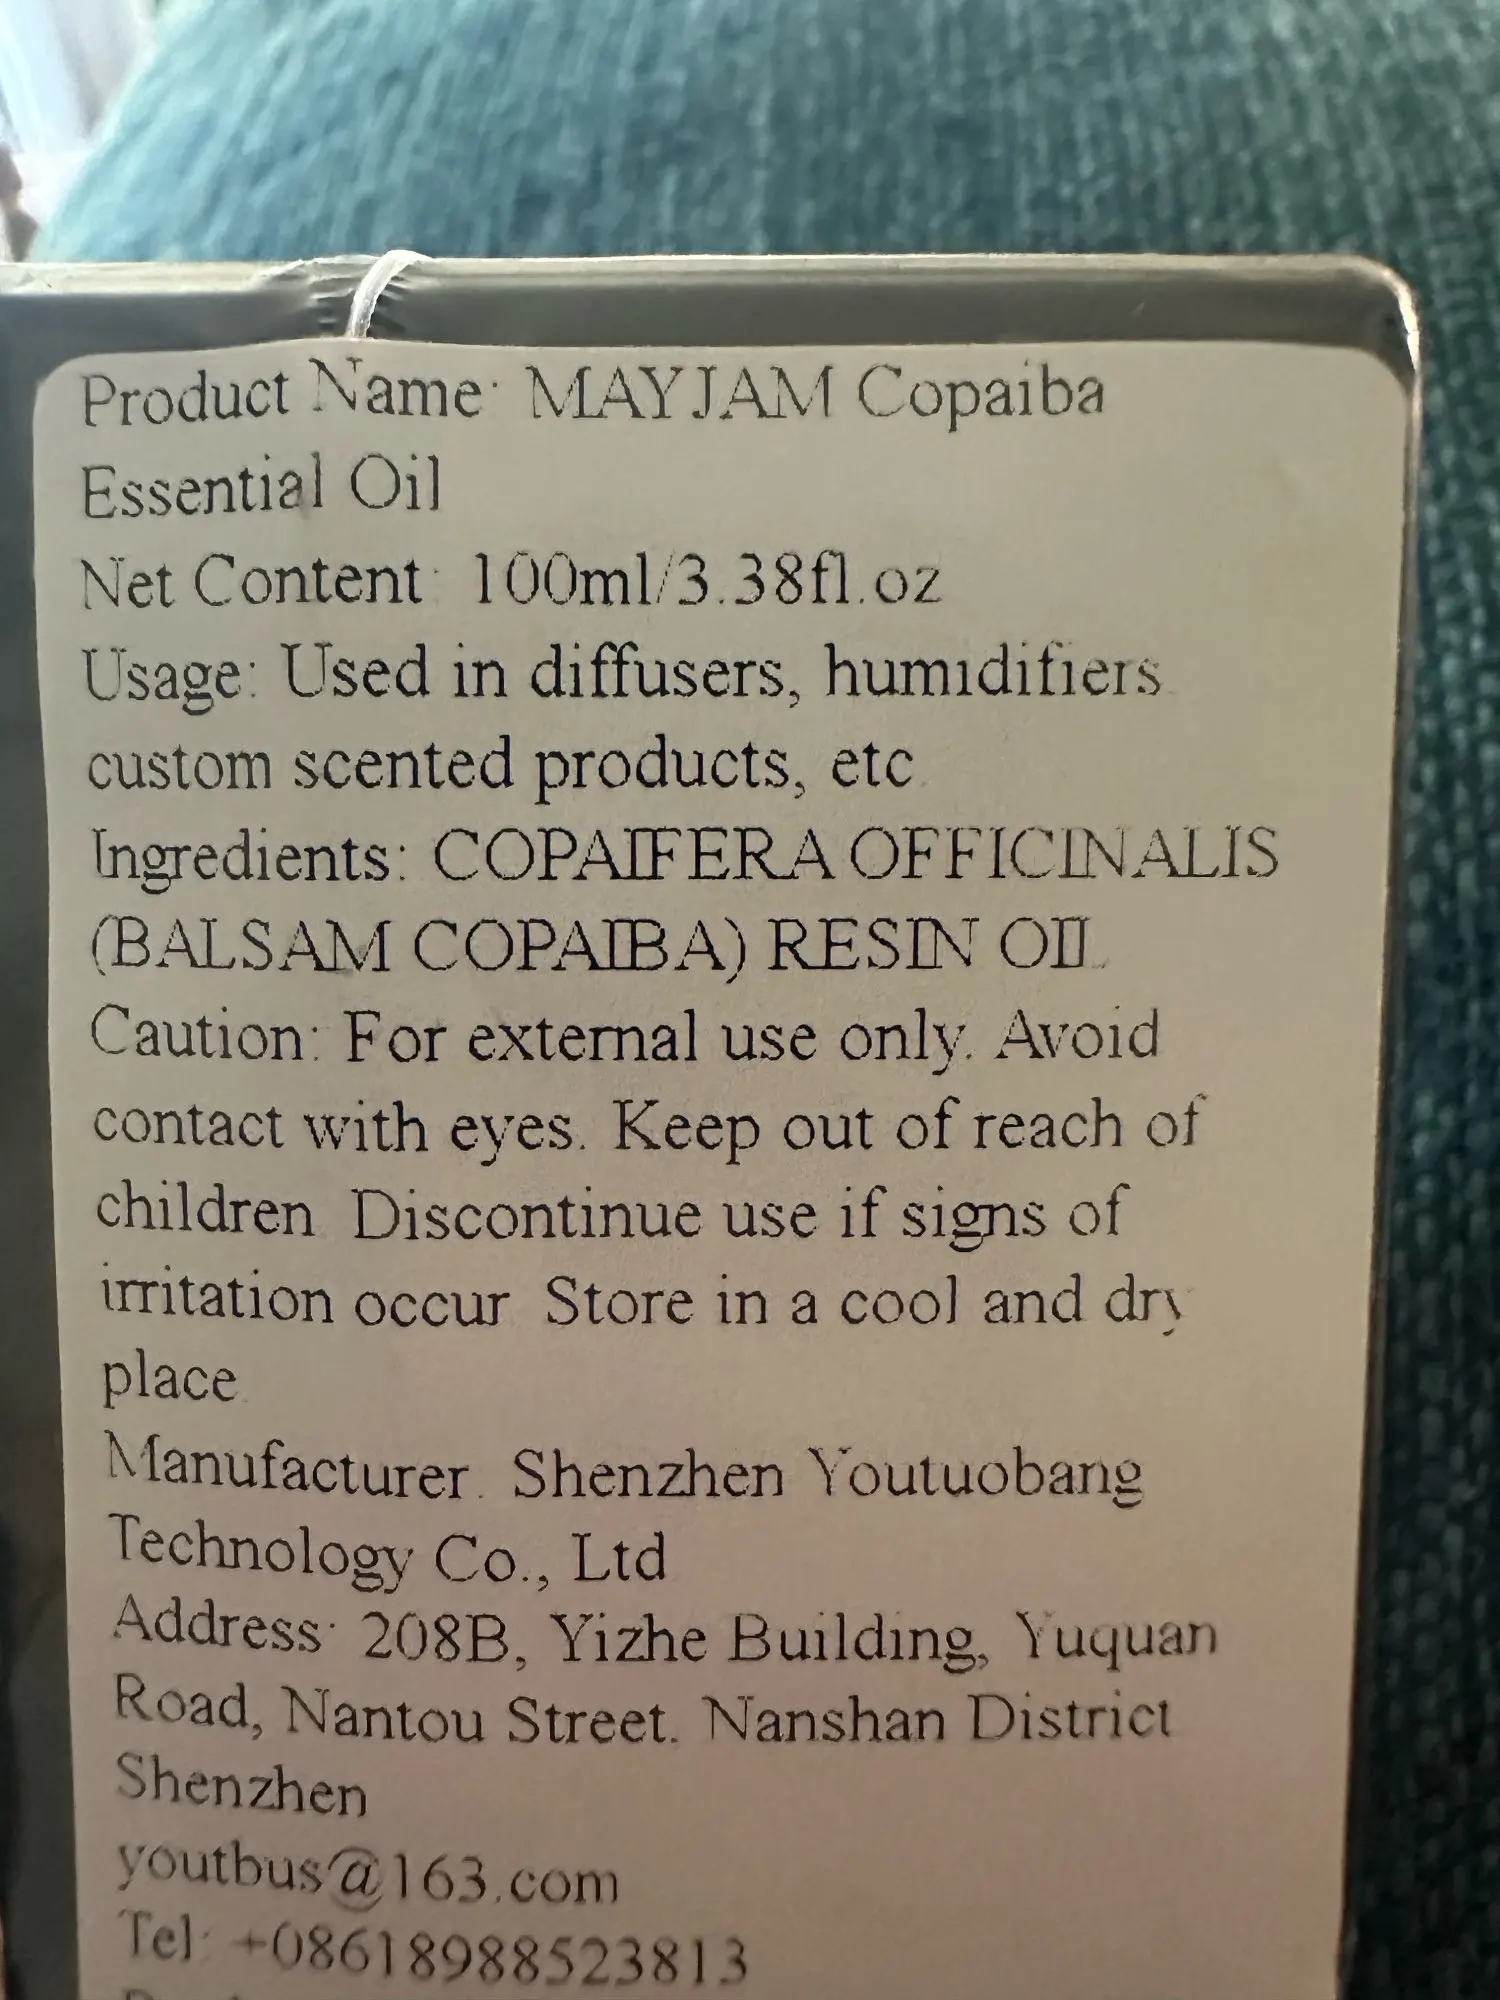 Product Name: MAYJAM Copaiba
Essential Oil
Net Content: 100ml/3.38fl.oz
Usage: Used in diffusers, humidifiers
custom scented products, etc
Ingredients: COPAIFERA OFFICINALIS
(BALSAM COPAIBA) RESIN OIL
Caution: For external use only. Avoid
contact with eyes. Keep out of reach of
children Discontinue use if signs of
irritation occur Store in a cool and dry
place
Manufacturer. Shenzhen Youtuobang
Technology Co., Ltd
Address: 208B, Yizhe Building, Yuquan
Road, Nantou Street. Nanshan District
Shenzhen
youtbus@163.com
Tel: +08618988523813